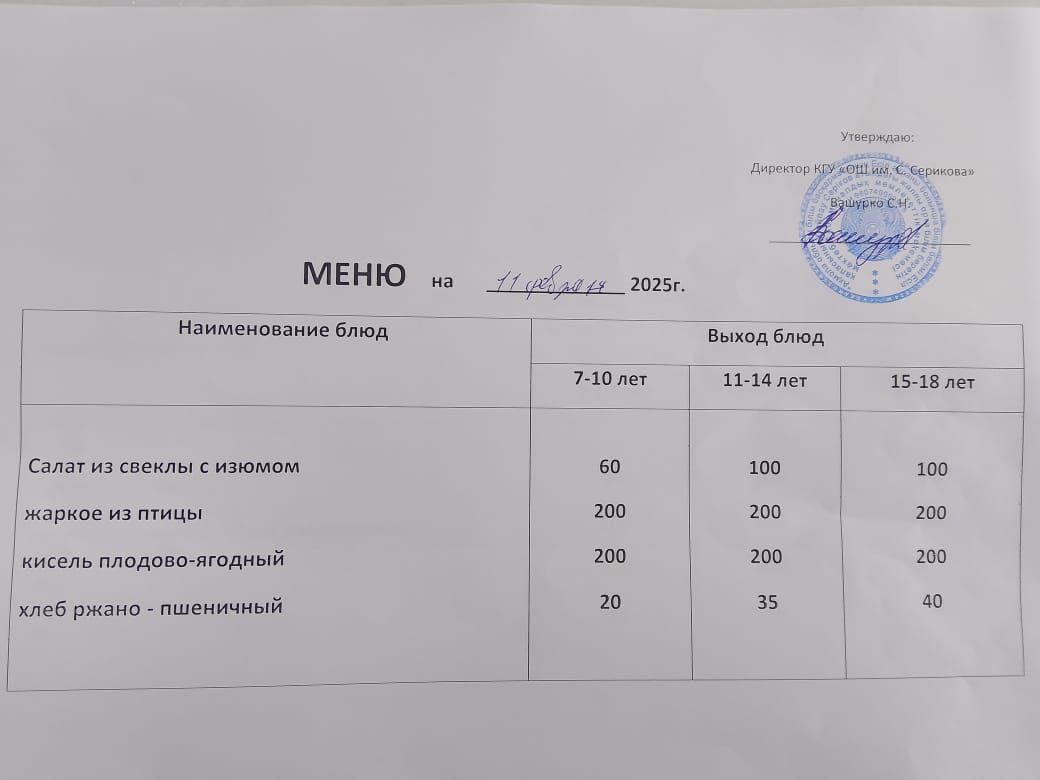 Утверждаю:
Директор КГУ «ОШ им. С. Серикова»
Вашурко С.Н.
МЕНЮ на 11 февраля 2025г.
Наименование блюд Выход блюд
7-10 лет 11-14 лет 15-18 лет
Салат из свеклы с изюмом 60 100 100
жаркое из птицы 200 200 200
кисель плодово-ягодный 200 200 200
хлеб ржано - пшеничный 20 35 40